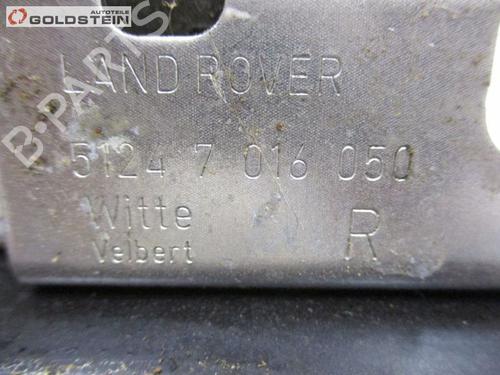 GOLDSTEIN Autoteile
B-PARTS
LAND ROVER
5124 7 016 050
Witte
Velbert R